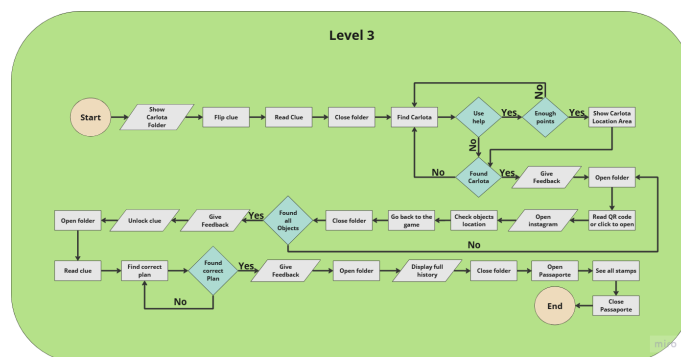 Level 3
No
Start
Show
Carlota
Folder
Flip clue
Read Clue
Close folder
Find Carlota
Use
help
Yes
Enough
points
Yes
Show Carlota
Location Area
No
No
Found
Carlota
Yes
Give
Feedback
Open folder
Open folder
Unlock clue
Give
Feedback
Yes
Found
all
Objects
Close folder
Go back to the
game
Check objects
location
Open
instagram
Read QR code
or click to open
No
Read clue
Find correct
plan
Found
correct
Plan
Yes
Give
Feedback
Open folder
Display full
history
Close folder
Open
Passaporte
See all stamps
No
End
Close
Passaporte
miro